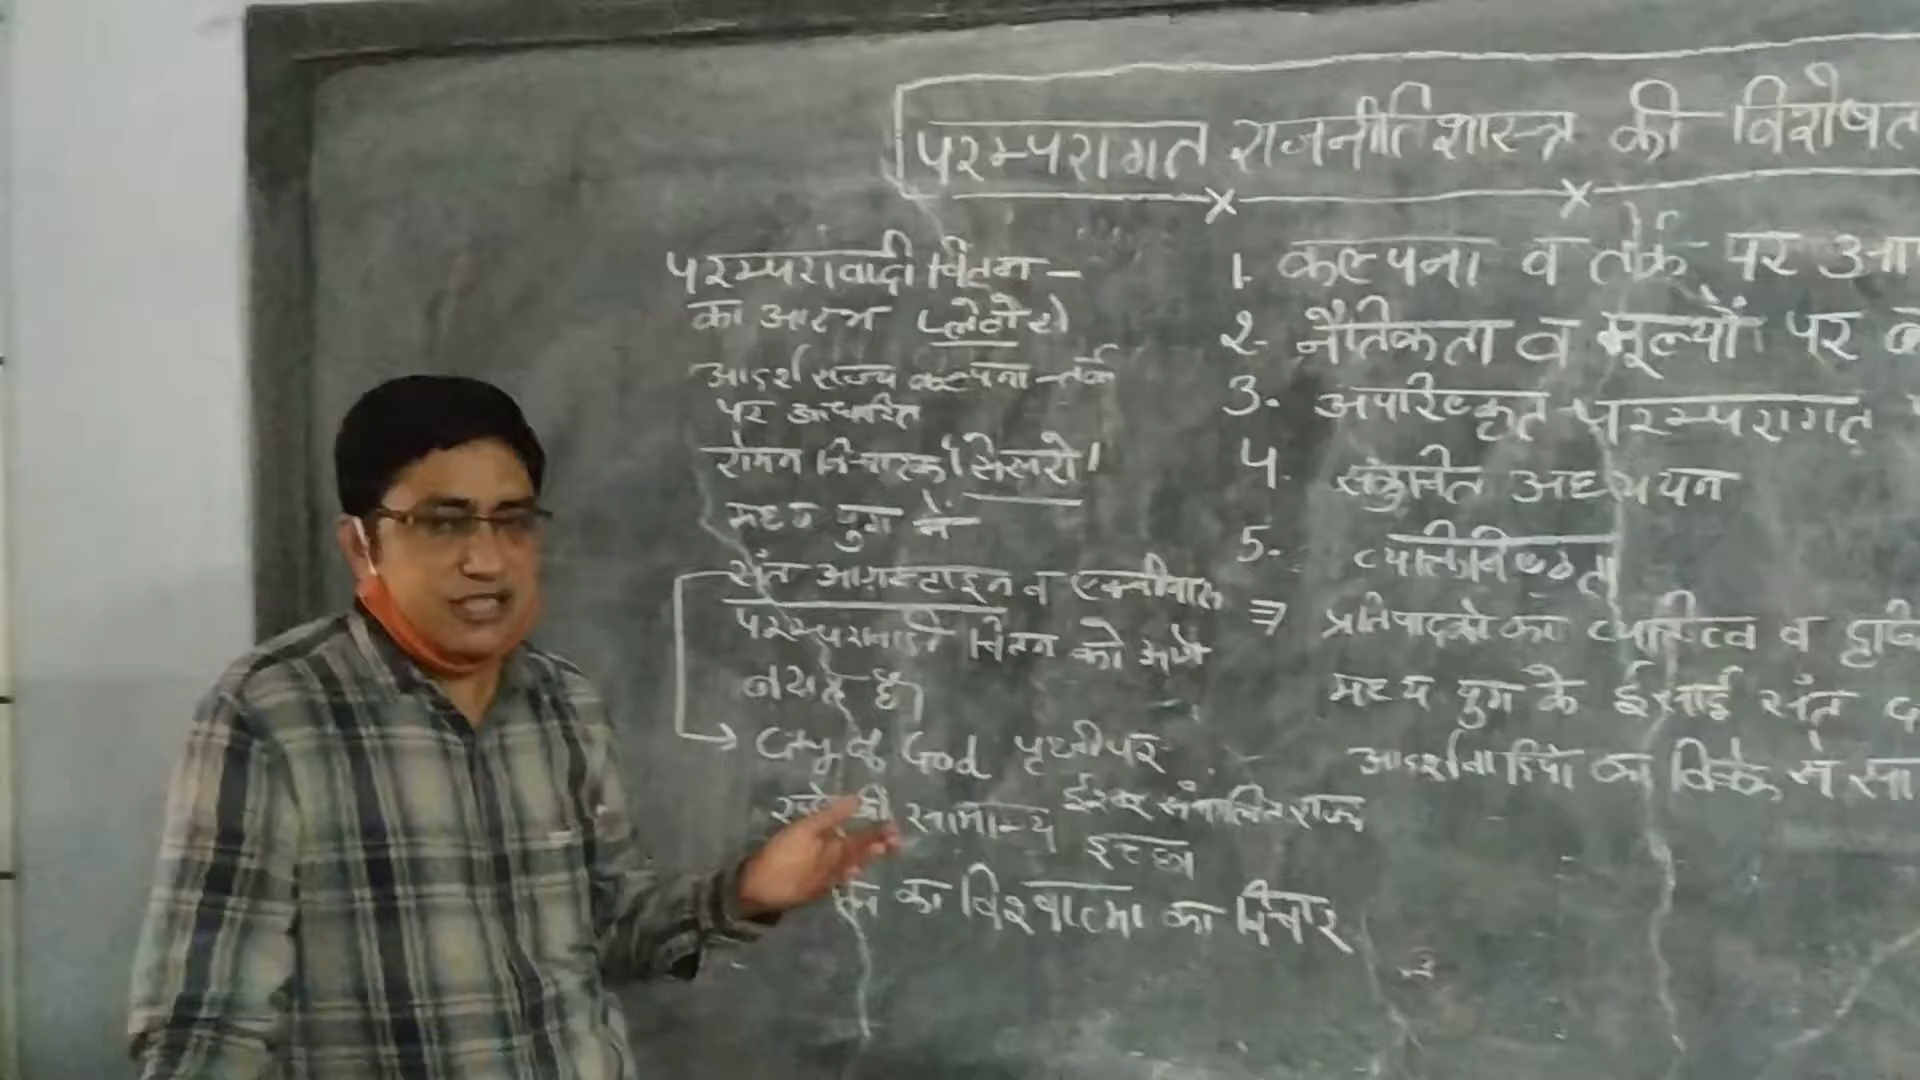 परम्परागत राजनीतिशास्त्र की विशेषत
परम्परावादी चिंतन -
का आरम्भ प्लेटो से
आदर्श राज्य कल्पना - तर्क
पर आधारित
रोमन विचारक 'सिसरो'
मध्य युग में
संत आगस्टाइन व एक्वीनास
परम्परावादी चिंतन को आगे
है।
→ City of God पृथ्वी पर
ईश्वर संचालित राज्य
की सामान्य इच्छा
का विश्वात्मा का विचार
1. कल्पना व तर्क पर आ
2. नैतिकता व मूल्यों पर ब
3. अपरिष्कृत परम्परागत
4. संकुचित अध्ययन
5. व्यक्तिनिष्ठता
⇒ प्रतिपादको का व्यक्तित्व व दृष्टि
मध्य युग के ईसाई संत
आदर्शवादियो का विवेक से सा